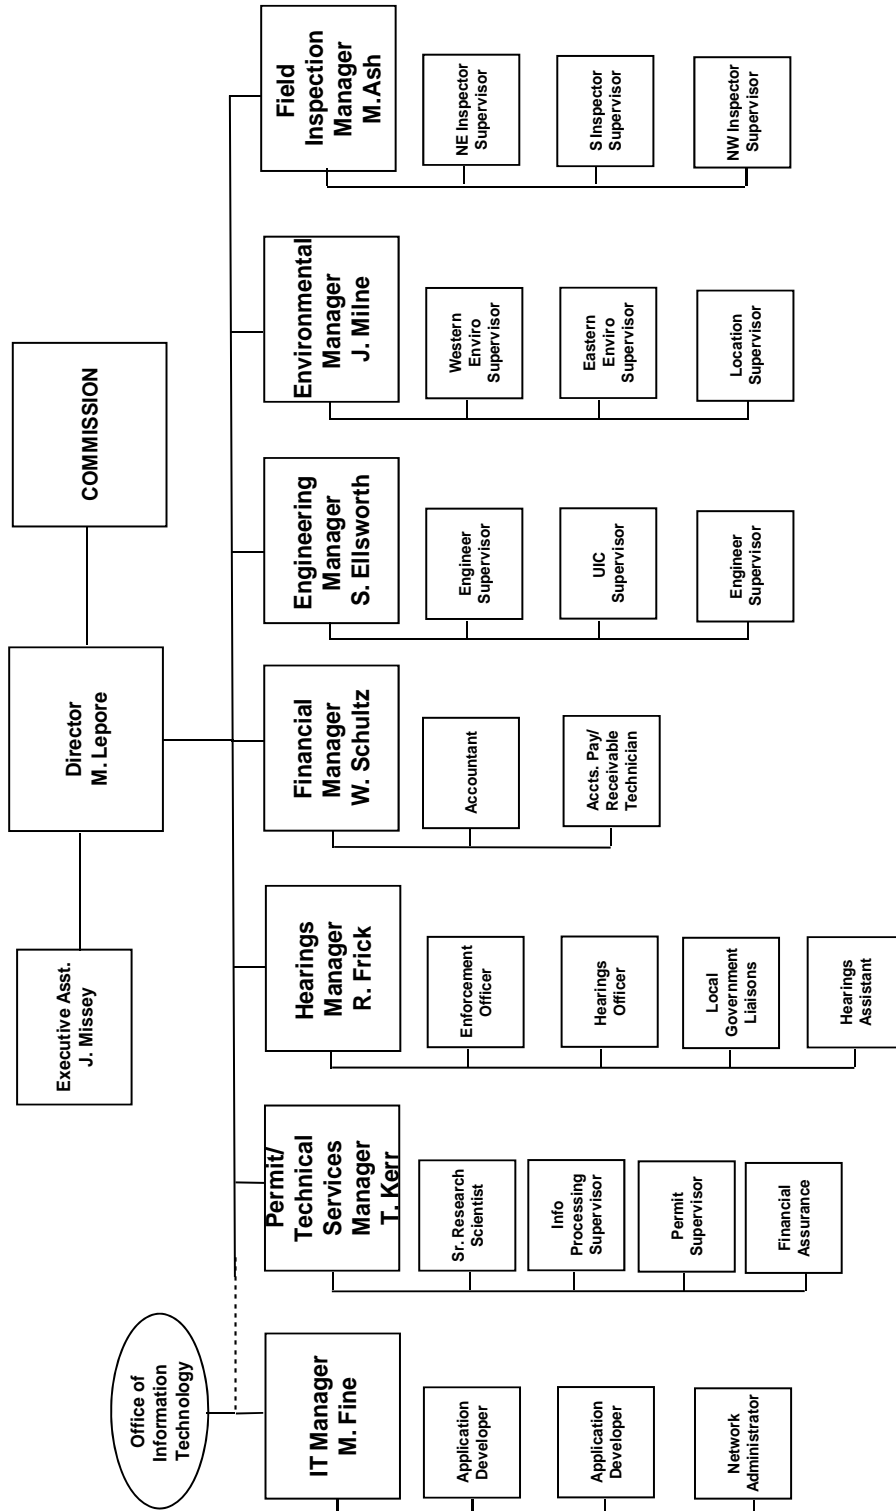 COMMISSION
Director
M. Lepore
Executive Asst.
J. Missey
Office of
Information
Technology
IT Manager
M. Fine
Application
Developer
Application
Developer
Network
Administrator
Permit/
Technical
Services
Manager
T. Kerr
Sr. Research
Scientist
Info
Processing
Supervisor
Permit
Supervisor
Financial
Assurance
Hearings
Manager
R. Frick
Enforcement
Officer
Hearings
Officer
Local
Government
Liaisons
Hearings
Assistant
Financial
Manager
W. Schultz
Accountant
Accts. Pay/
Receivable
Technician
Engineering
Manager
S. Ellsworth
Engineer
Supervisor
UIC
Supervisor
Engineer
Supervisor
Environmental
Manager
J. Milne
Western
Enviro
Supervisor
Eastern
Enviro
Supervisor
Location
Supervisor
Field
Inspection
Manager
M.Ash
NE Inspector
Supervisor
S Inspector
Supervisor
NW Inspector
Supervisor